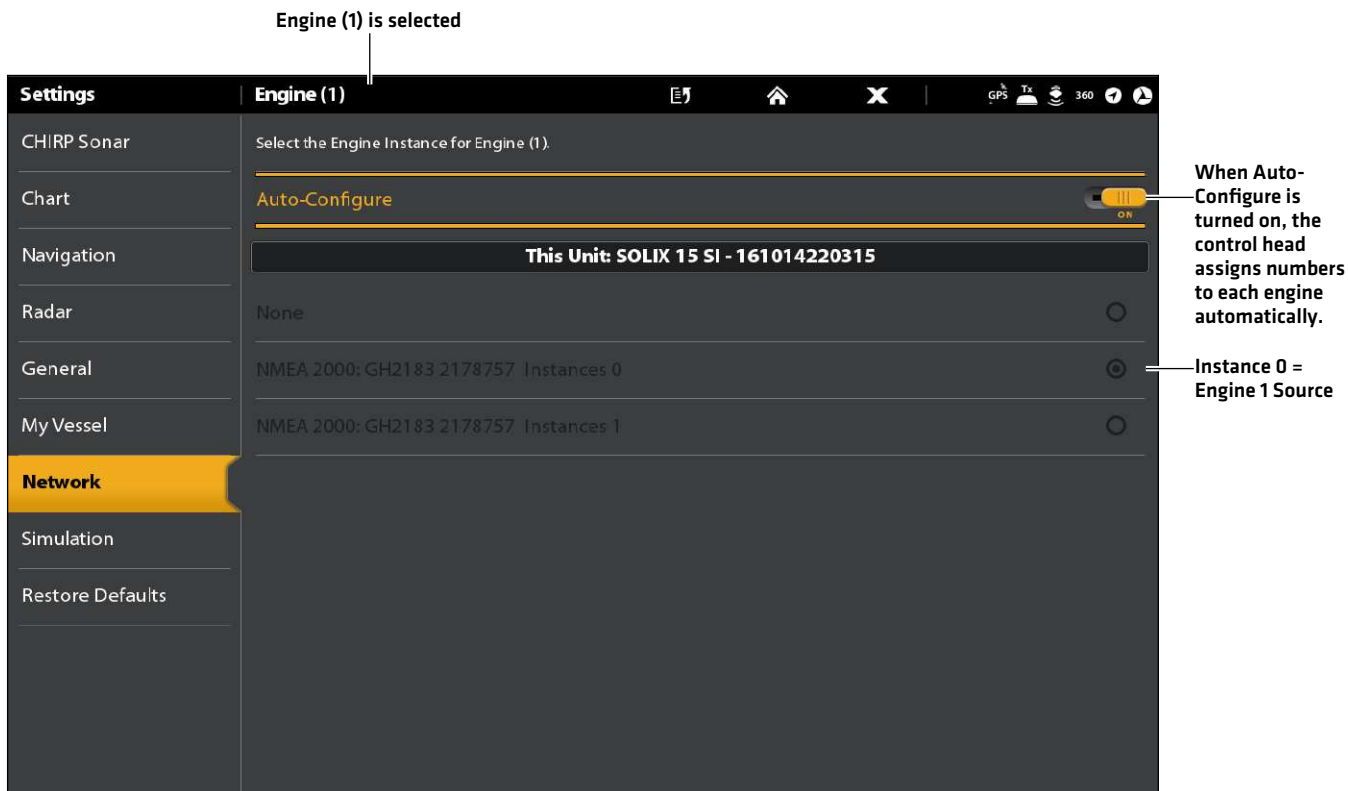 Engine (1) is selected
Settings
Engine (1)
GPS Tx 360
CHIRP Sonar
Select the Engine Instance for Engine (1).
Chart
Auto-Configure
ON
When Auto-
Configure is
turned on, the
control head
assigns numbers
to each engine
automatically.
Navigation
This Unit: SOLIX 15 SI - 161014220315
Radar
None
General
NMEA 2000: GH2183 2178757 Instances 0
Instance 0 =
Engine 1 Source
My Vessel
NMEA 2000: GH2183 2178757 Instances 1
Network
Simulation
Restore Defaults